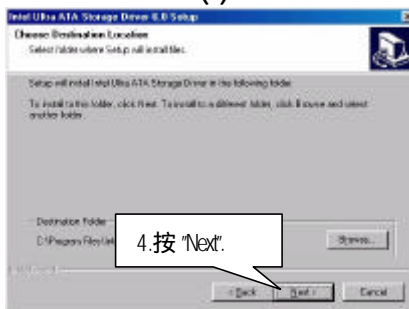 Intel Ultra ATA Storage Driver 6.0 Setup
Choose Destination Location
Select folder where Setup will install files.
Setup will install Intel Ultra ATA Storage Driver in the following folder.
To install to this folder, click Next. To install to a different folder, click Browse and select
another folder.
Destination Folder
C:\Program Files\
Browse...
4.按 "Next".
< Back
Next >
Cancel